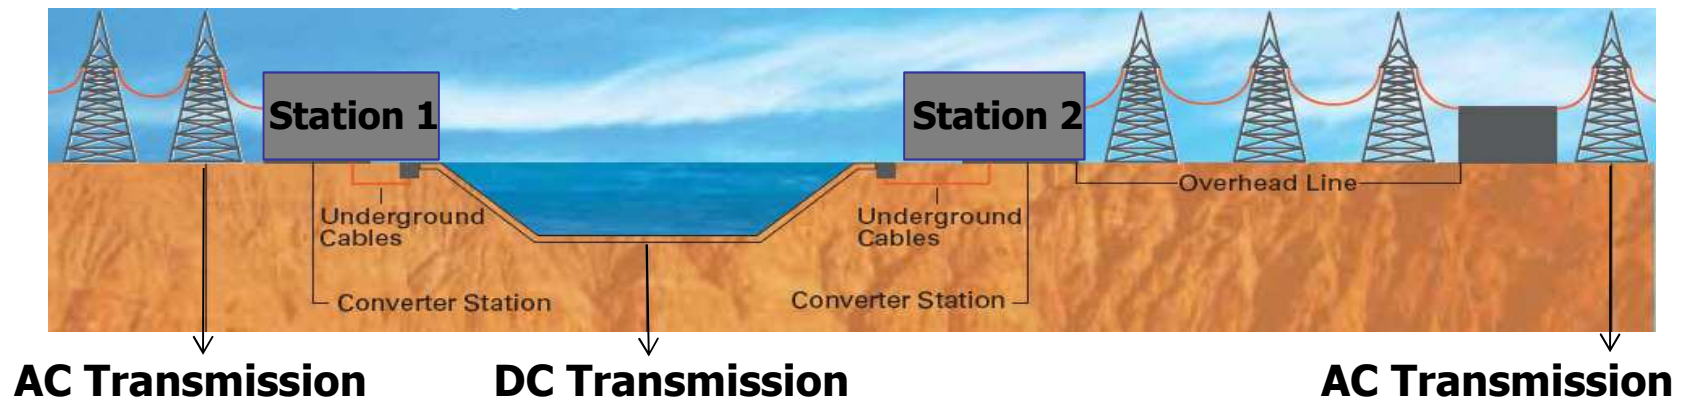 Station 1
Station 2
Overhead Line
Underground
Cables
Underground
Cables
Converter Station
Converter Station
AC Transmission
DC Transmission
AC Transmission